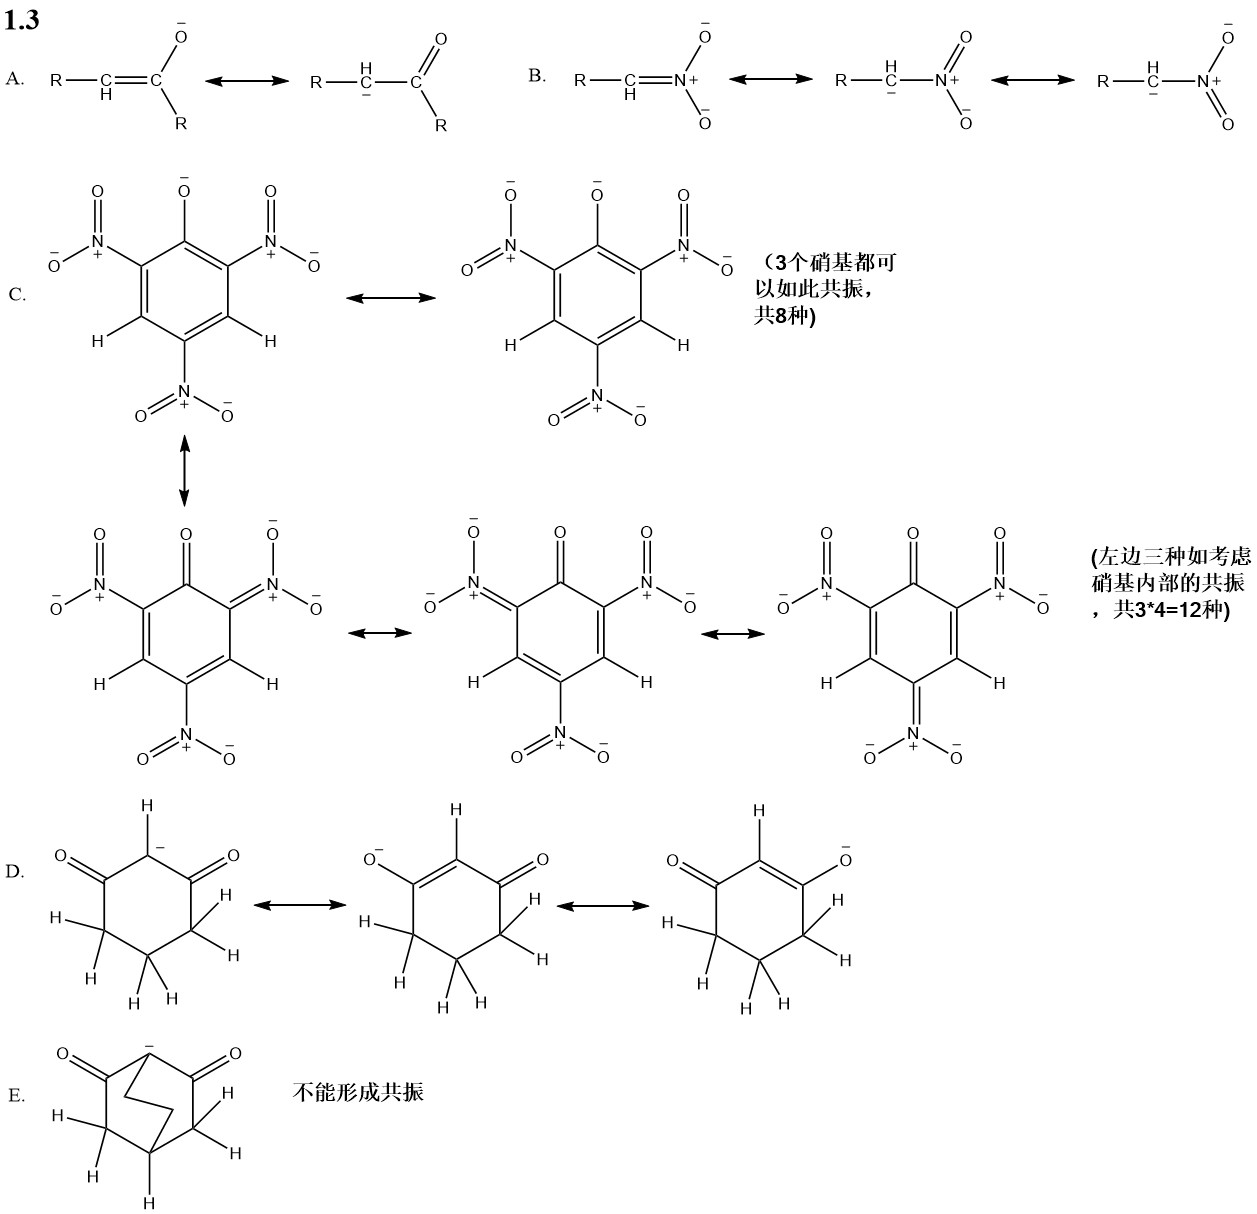 1.3
− − −
O O O O O
H H H
A. R C C R C C B. R C N+ R C N+ R C N+
H − H − −
R R O O O
− −
− − −
O O O O O O
N N N N
−O + + O− O + + O−
(3个硝基都可
以如此共振，
共8种)
C.
H H H H
N N
O + O− O + O−
− −
O O O O O O O O O
N N N N N N
−O + + O− −O + + O− −O + + O−
(左边三种如考虑
硝基内部的共振
，共3*4=12种)
H H H H H H
N N N
O + O− O + O− −O + O−
H H H
O − O O− O O O−
D.
H H H H H H
H H H
H H H
H H H H H H
−
O O
E.
H H
不能形成共振
H
H
H